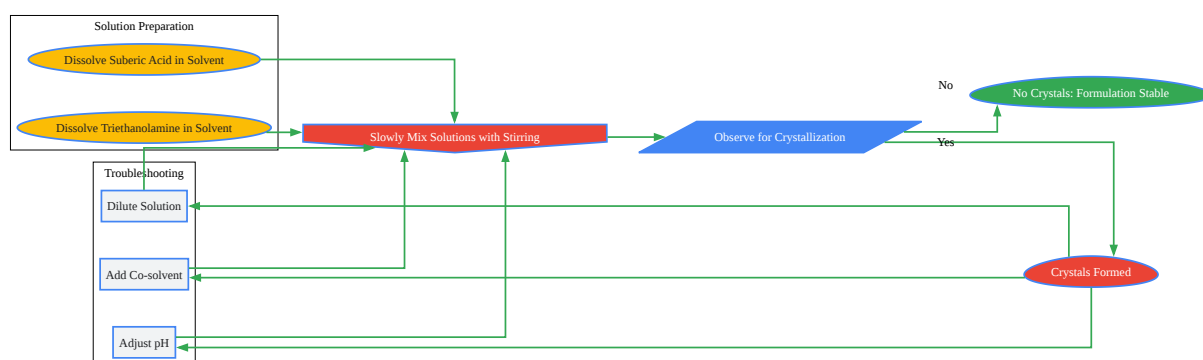 Solution Preparation
Dissolve Suberic Acid in Solvent
Dissolve Triethanolamine in Solvent
Slowly Mix Solutions with Stirring
Observe for Crystallization
No
No Crystals: Formulation Stable
Yes
Troubleshooting
Dilute Solution
Add Co-solvent
Crystals Formed
Adjust pH